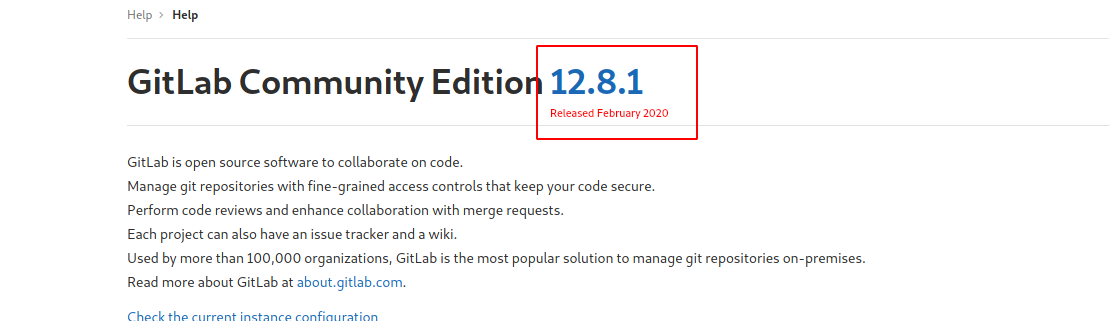 Help › Help
GitLab Community Edition 12.8.1
Released February 2020
GitLab is open source software to collaborate on code.
Manage git repositories with fine-grained access controls that keep your code secure.
Perform code reviews and enhance collaboration with merge requests.
Each project can also have an issue tracker and a wiki.
Used by more than 100,000 organizations, GitLab is the most popular solution to manage git repositories on-premises.
Read more about GitLab at about.gitlab.com.
Check the current instance configuration